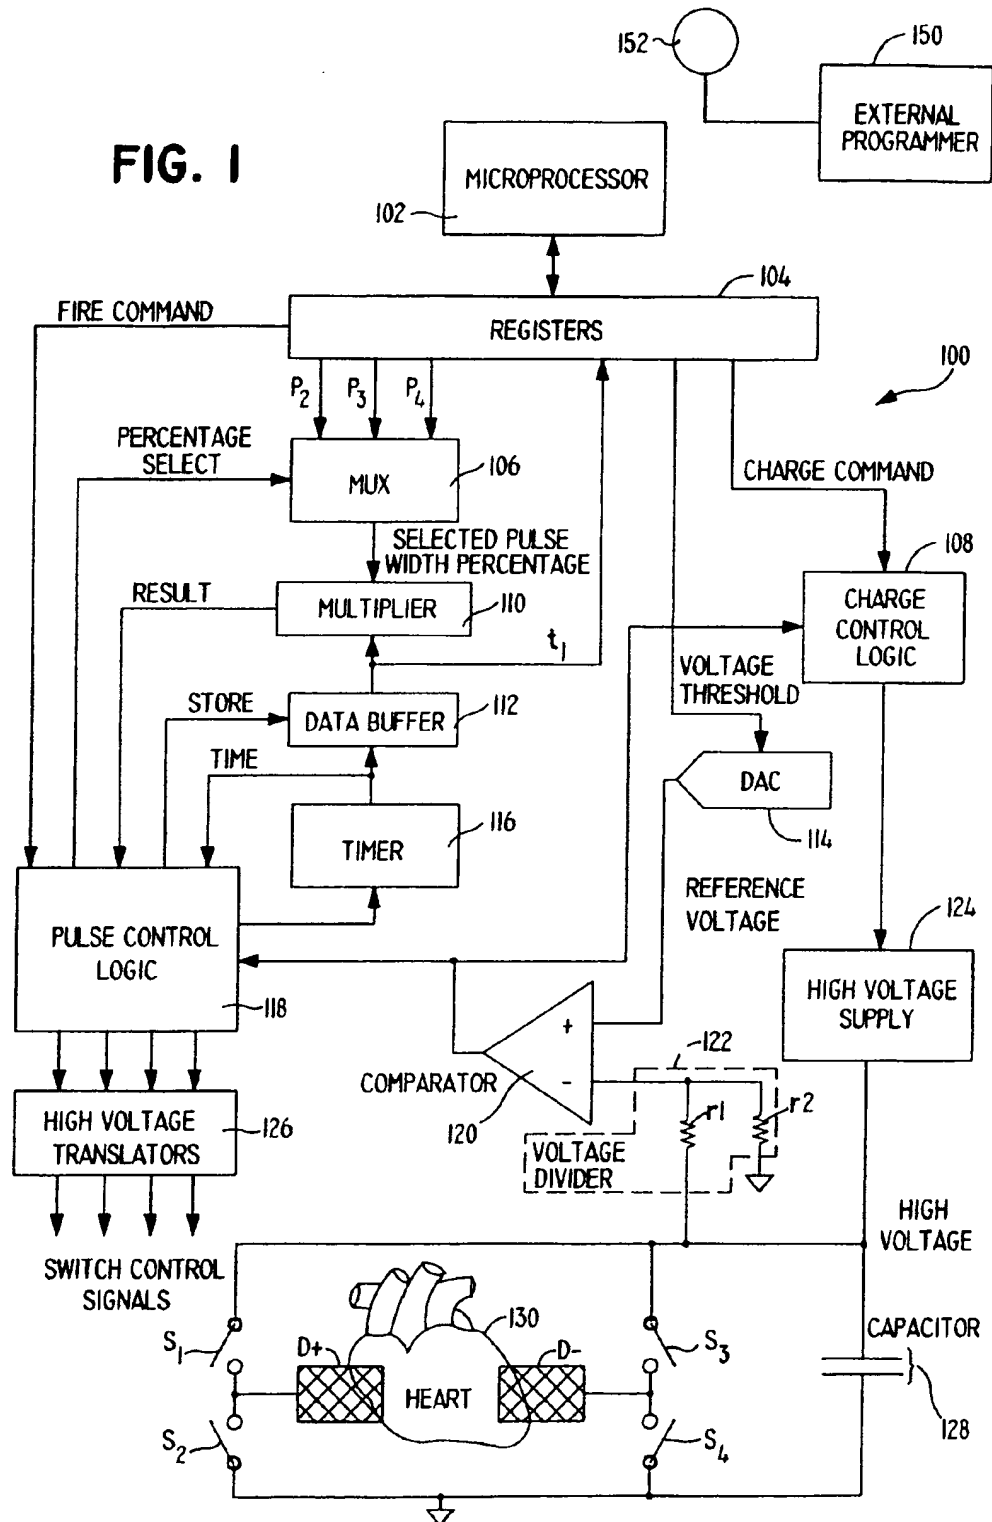 152
150
EXTERNAL
PROGRAMMER
FIG. 1
MICROPROCESSOR
102
104
FIRE COMMAND
REGISTERS
100
P2
P3
P4
PERCENTAGE
SELECT
106
MUX
CHARGE COMMAND
SELECTED PULSE
WIDTH PERCENTAGE
108
RESULT
MULTIPLIER
110
CHARGE
CONTROL
LOGIC
t1
VOLTAGE
THRESHOLD
STORE
DATA BUFFER
112
TIME
DAC
116
114
TIMER
REFERENCE
VOLTAGE
124
PULSE CONTROL
LOGIC
118
HIGH VOLTAGE
SUPPLY
+
122
COMPARATOR
-
120
r1
r2
HIGH VOLTAGE
TRANSLATORS
126
VOLTAGE
DIVIDER
HIGH
VOLTAGE
SWITCH CONTROL
SIGNALS
130
CAPACITOR
S1
D+
D-
S3
HEART
128
S2
S4